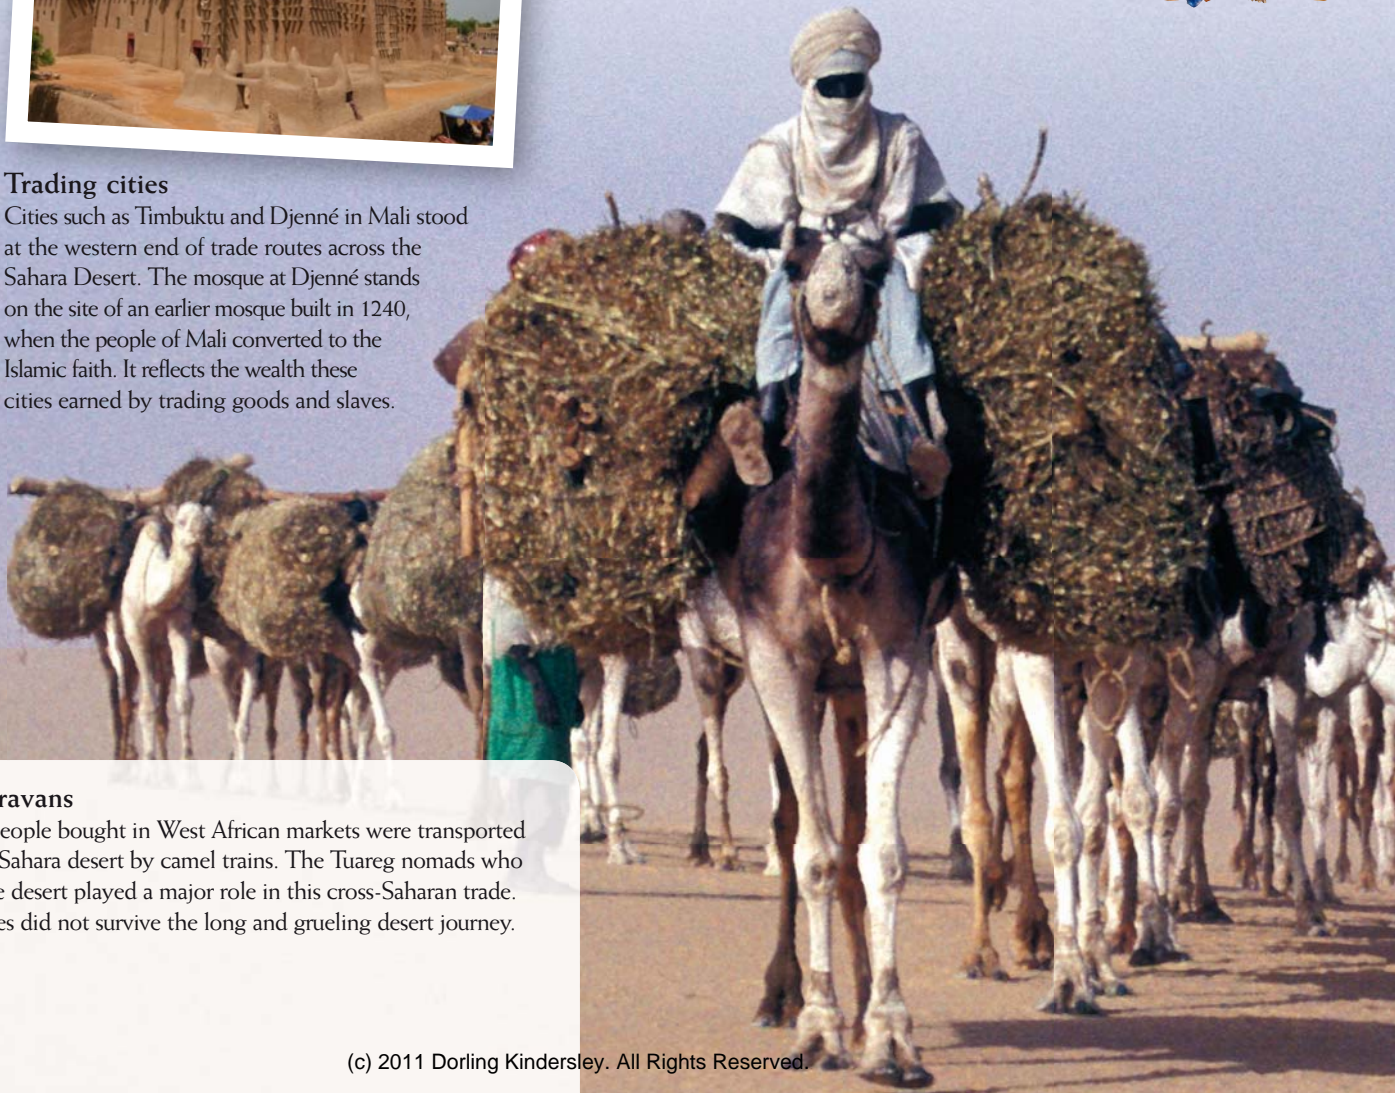 Trading cities
Cities such as Timbuktu and Djenné in Mali stood
at the western end of trade routes across the
Sahara Desert. The mosque at Djenné stands
on the site of an earlier mosque built in 1240,
when the people of Mali converted to the
Islamic faith. It reflects the wealth these
cities earned by trading goods and slaves.
ravans
eople bought in West African markets were transported
Sahara desert by camel trains. The Tuareg nomads who
e desert played a major role in this cross-Saharan trade.
es did not survive the long and grueling desert journey.
(c) 2011 Dorling Kindersley. All Rights Reserved.